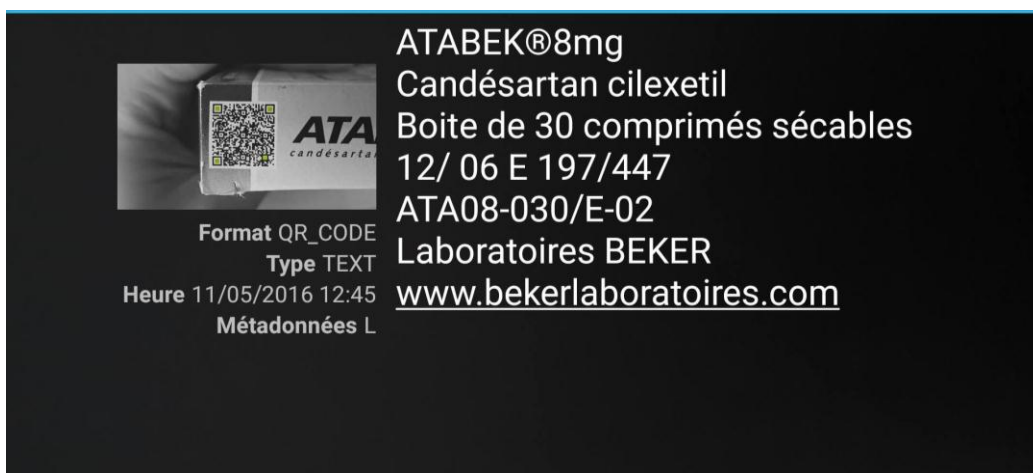 ATA
candésarta
Format QR_CODE
Type TEXT
Heure 11/05/2016 12:45
Métadonnées L
ATABEK®8mg
Candésartan cilexetil
Boite de 30 comprimés sécables
12/ 06 E 197/447
ATA08-030/E-02
Laboratoires BEKER
www.bekerlaboratoires.com